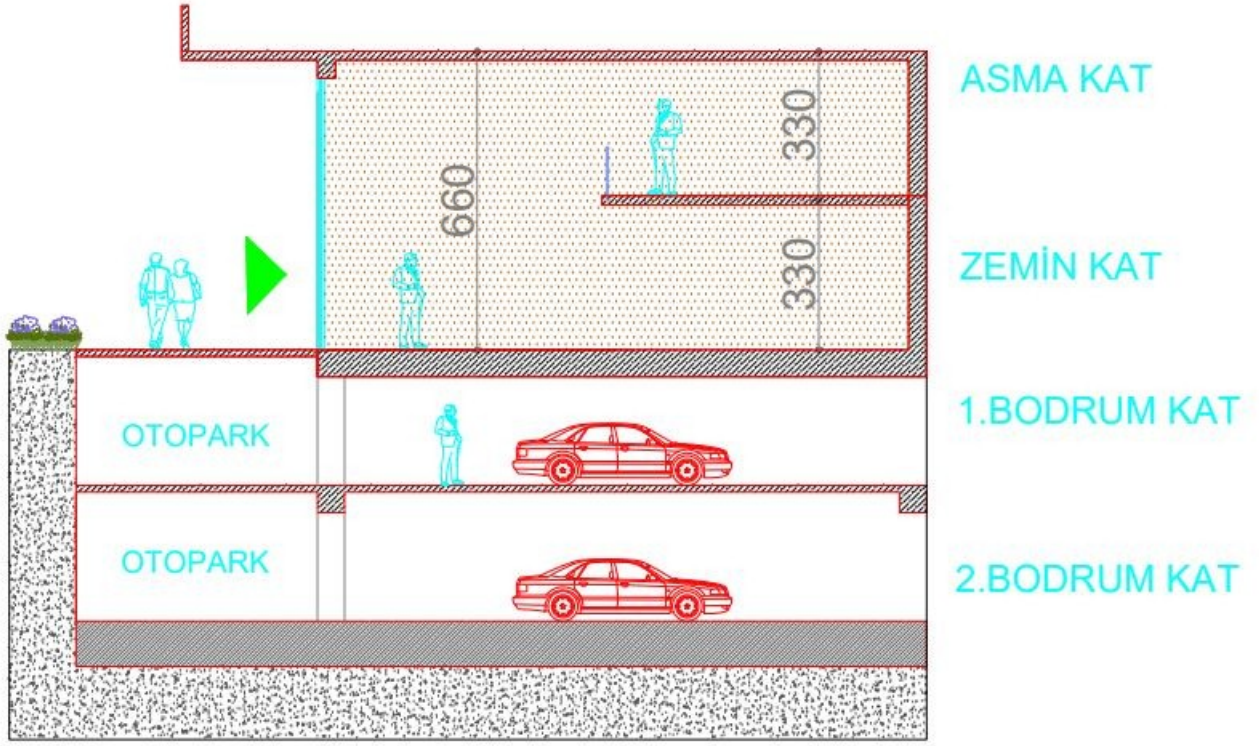 ASMA KAT
330
660
ZEMİN KAT
330
1.BODRUM KAT
OTOPARK
OTOPARK
2.BODRUM KAT